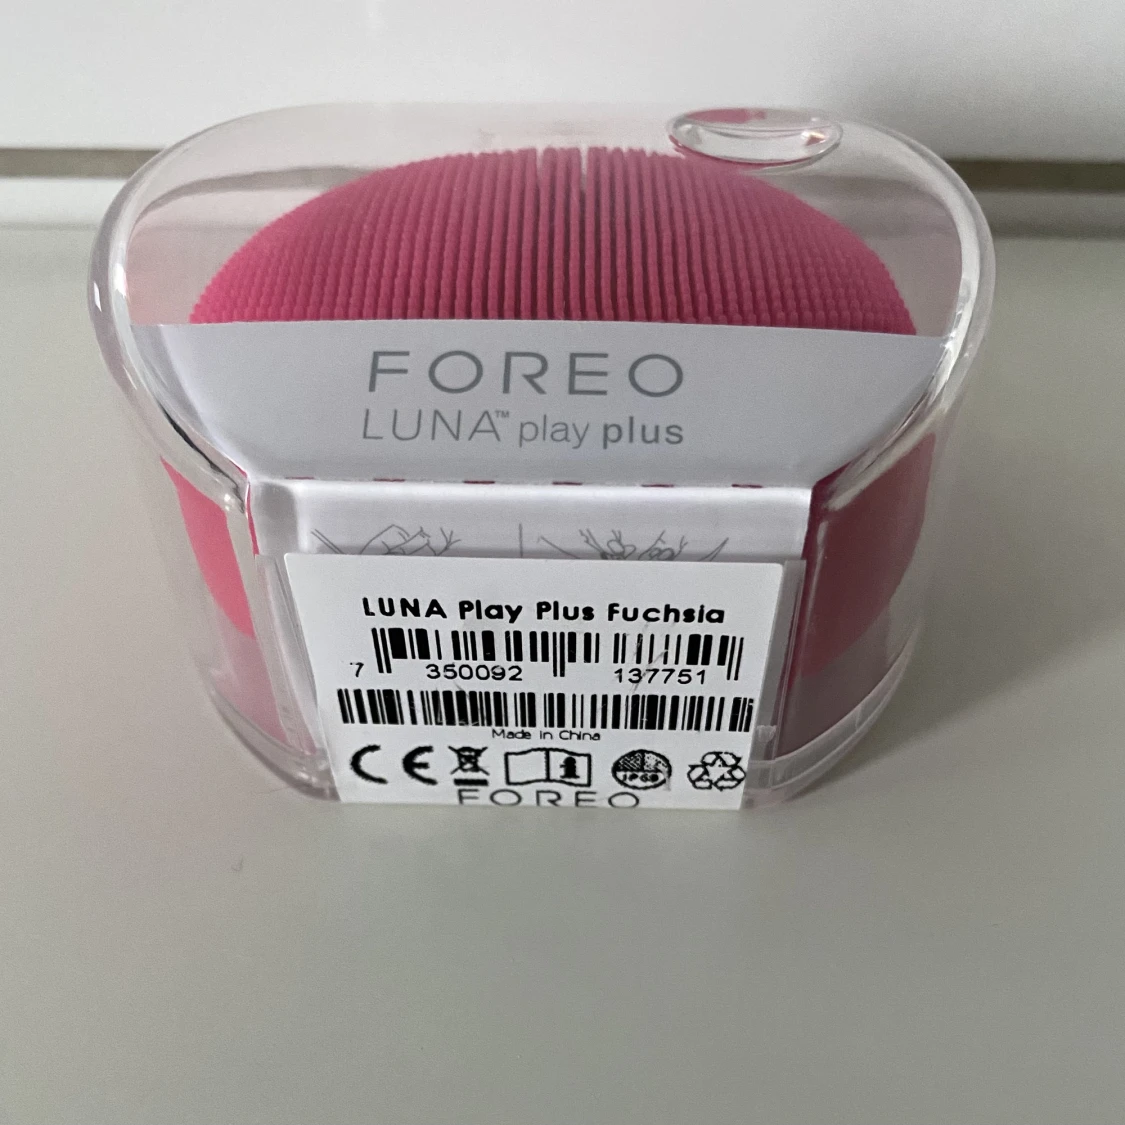 FOREO
LUNA™ play plus
LUNA Play Plus Fuchsia
7 350092 137751
Made in China
CE
IP68
FOREO